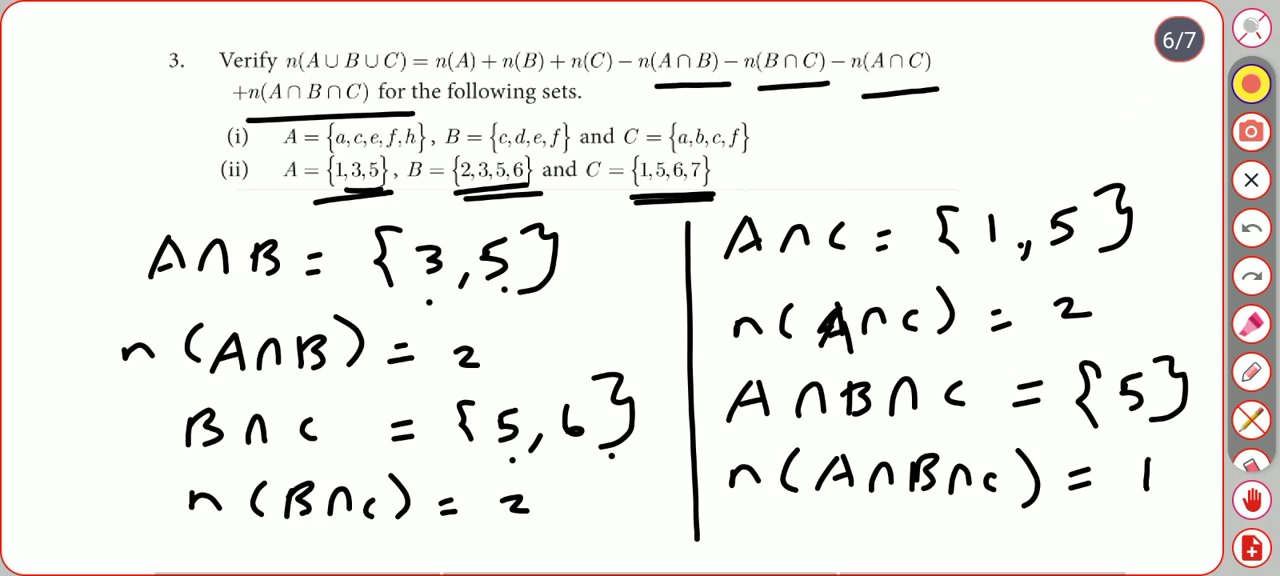 6/7
3. Verify n(A ∪ B ∪ C) = n(A) + n(B) + n(C) − n(A ∩ B) − n(B ∩ C) − n(A ∩ C)
+n(A ∩ B ∩ C) for the following sets.
(i) A = {a,c,e,f,h}, B = {c,d,e,f} and C = {a,b,c,f}
(ii) A = {1,3,5}, B = {2,3,5,6} and C = {1,5,6,7}
A ∩ B = {3,5}
n(A ∩ B) = 2
B ∩ C = {5,6}
n(B ∩ C) = 2
A ∩ C = {1,5}
n(A ∩ C) = 2
A ∩ B ∩ C = {5}
n(A ∩ B ∩ C) = 1